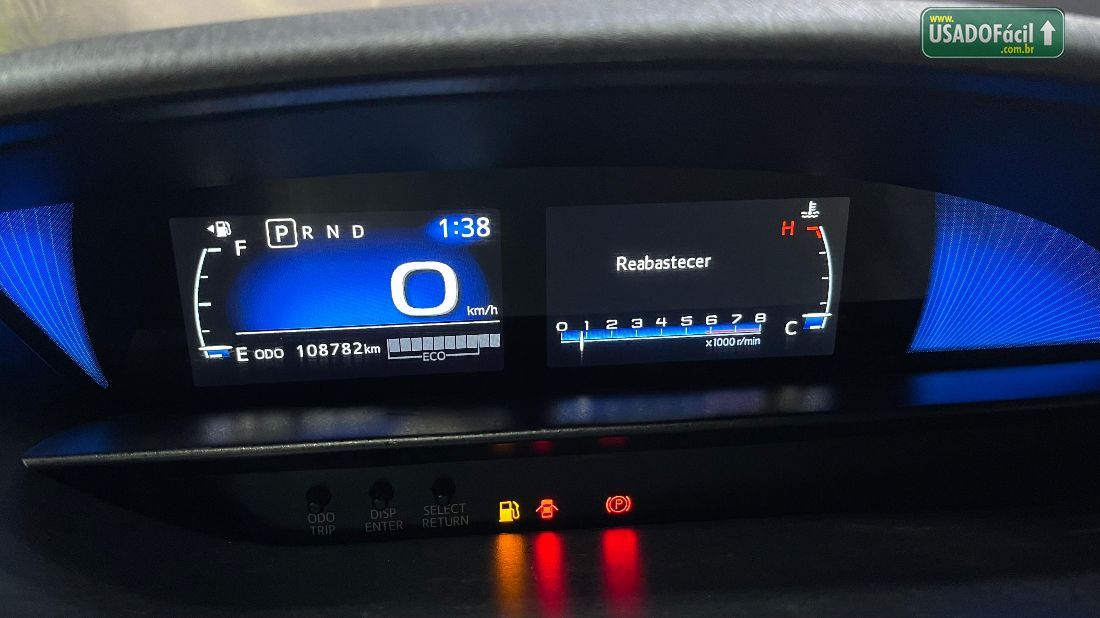 www.
USADOFácil
.com.br
F
P R N D
1:38
0
km/h
E ODO 108782 km
ECO
H
Reabastecer
0 1 2 3 4 5 6 7 8
x1000 r/min
C
ODO
TRIP
DISP
ENTER
SELECT
RETURN
P